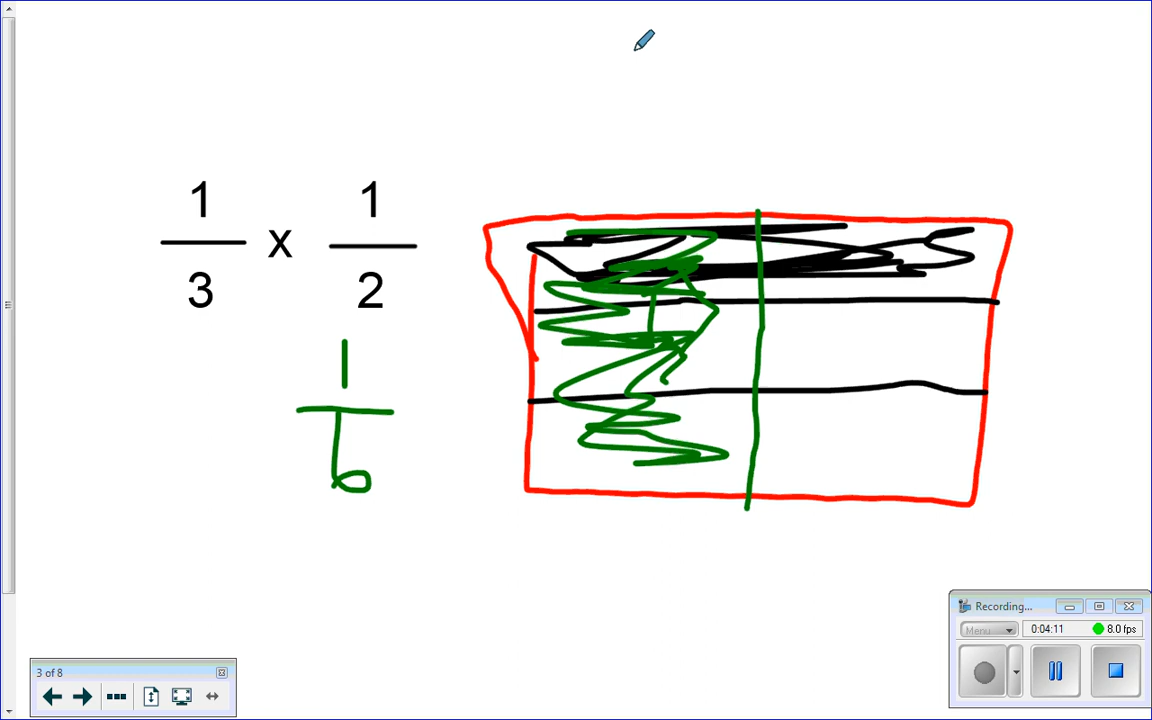 1/3 x 1/2
1/6
Recording...
Menu
0:04:11
8.0 fps
3 of 8